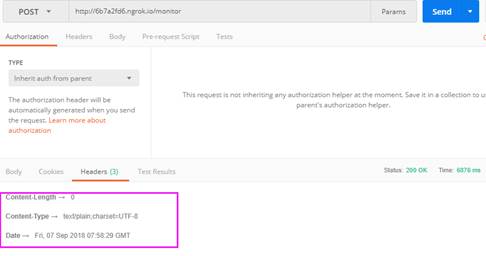 POST http://6b7a2fd6.ngrok.io/monitor Params Send
Authorization Headers Body Pre-request Script Tests
TYPE
Inherit auth from parent
The authorization header will be
automatically generated when you send
the request. Learn more about
authorization
This request is not inheriting any authorization helper at the moment. Save it in a collection to u
parent's authorization helper.
Body Cookies Headers (3) Test Results Status: 200 OK Time: 6876 ms
Content-Length → 0
Content-Type → text/plain;charset=UTF-8
Date → Fri, 07 Sep 2018 07:58:29 GMT